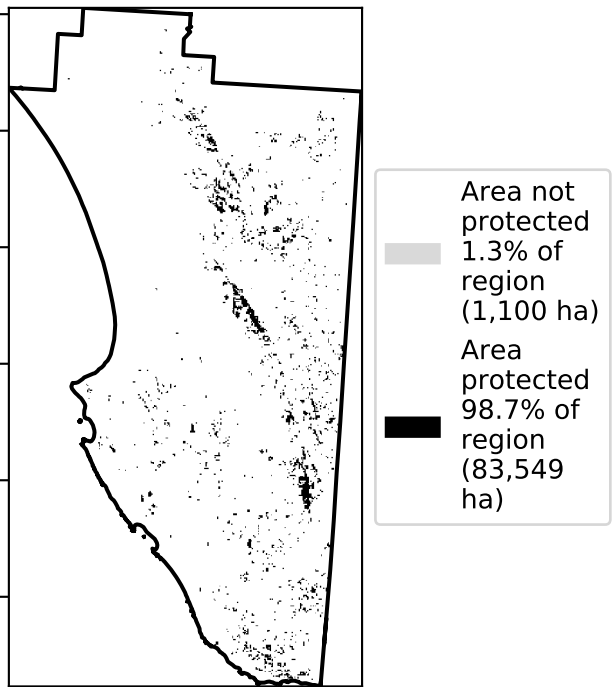 Area not
protected
1.3% of
region
(1,100 ha)
Area
protected
98.7% of
region
(83,549
ha)